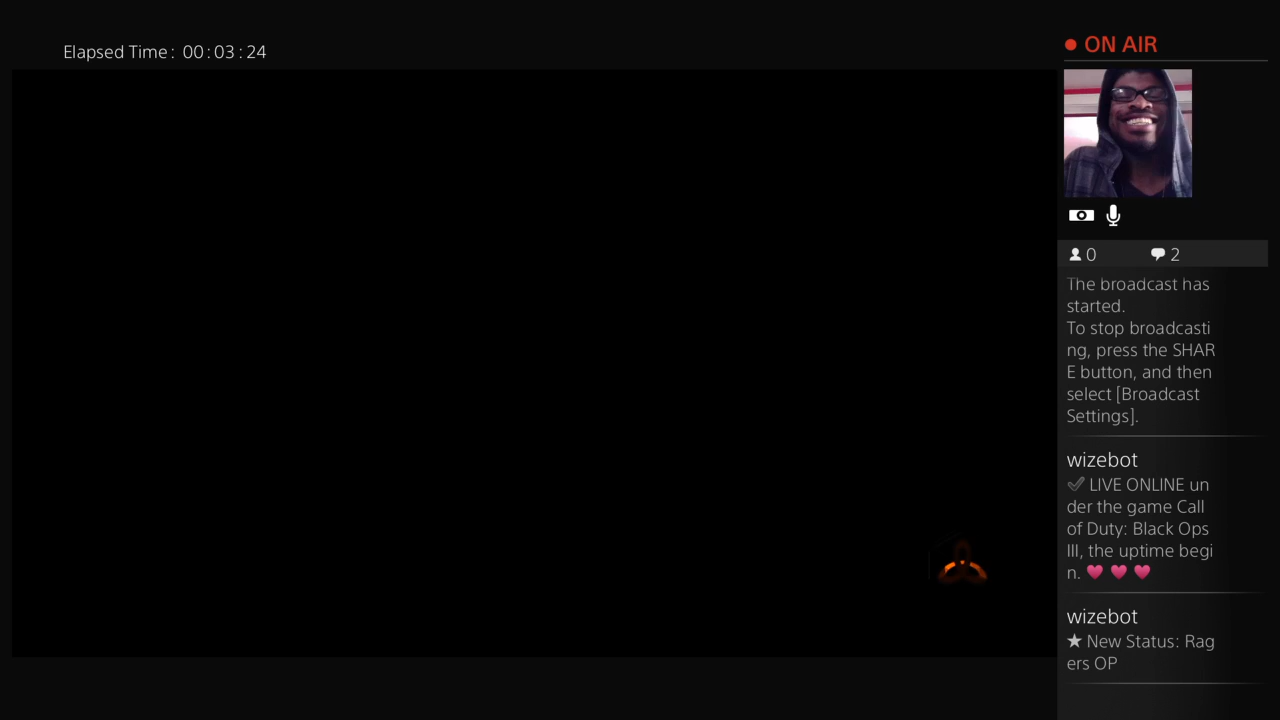 Elapsed Time: 00:03:24
ON AIR
0
2
The broadcast has
started.
To stop broadcasti
ng, press the SHAR
E button, and then
select [Broadcast
Settings].
wizebot
✔ LIVE ONLINE un
der the game Call
of Duty: Black Ops
III, the uptime begi
n. ♥ ♥ ♥
wizebot
★ New Status: Rag
ers OP